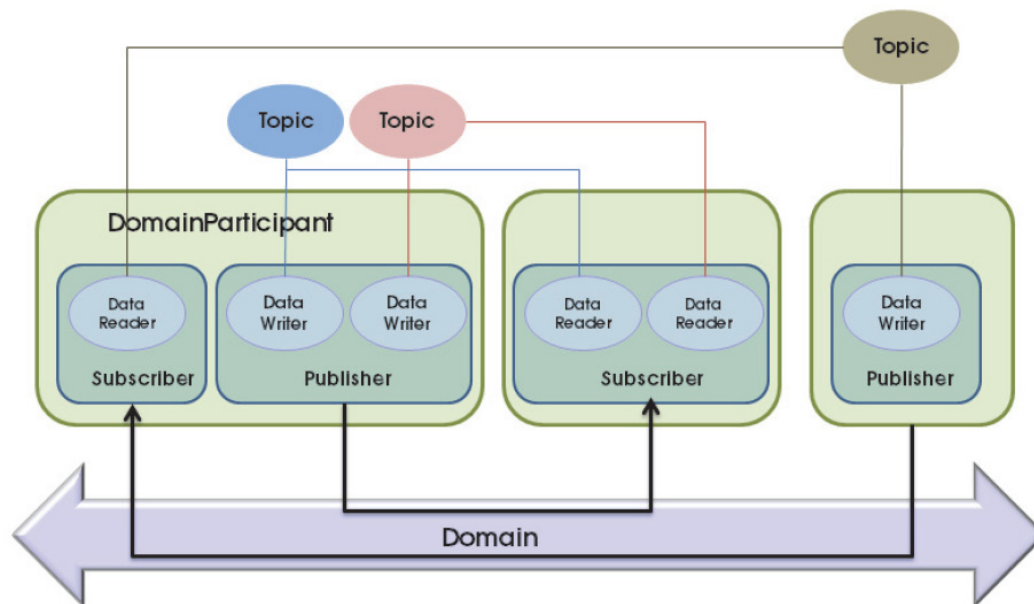 Topic
Topic
Topic
DomainParticipant
Data
Reader
Data
Writer
Data
Writer
Data
Reader
Data
Reader
Data
Writer
Subscriber
Publisher
Subscriber
Publisher
Domain